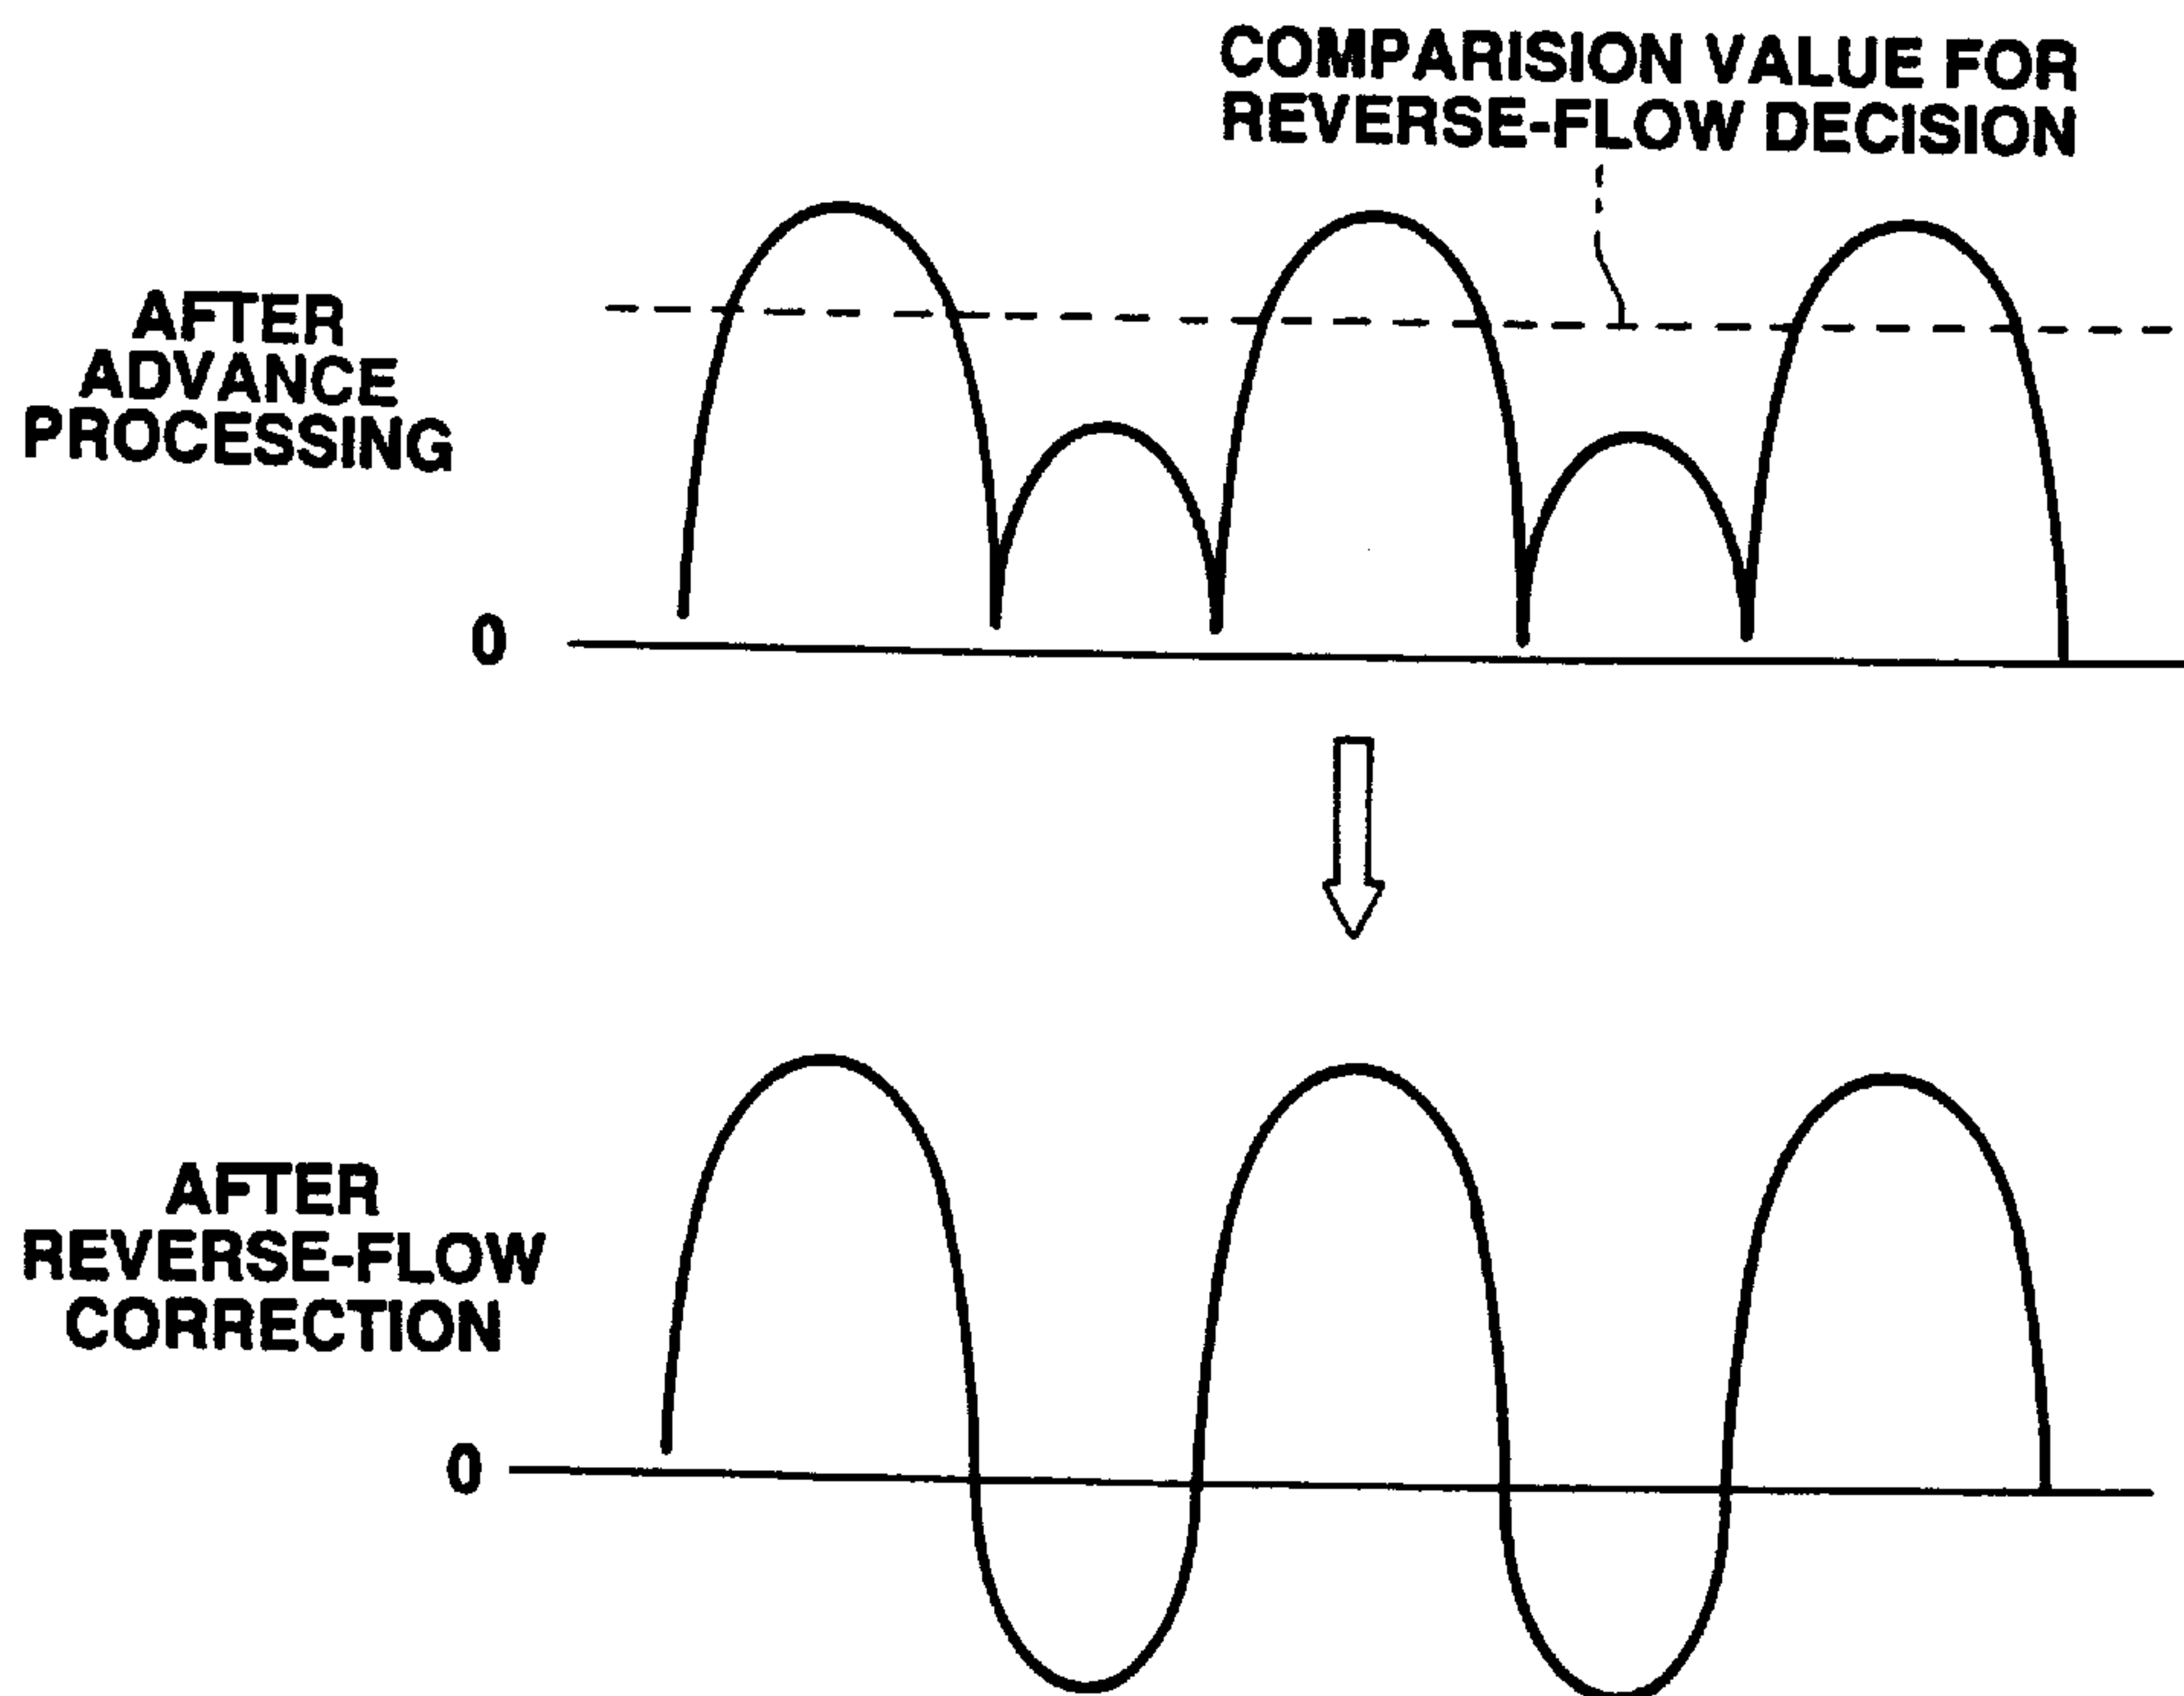 COMPARISION VALUE FOR
REVERSE-FLOW DECISION
AFTER
ADVANCE
PROCESSING
0
AFTER
REVERSE-FLOW
CORRECTION
0